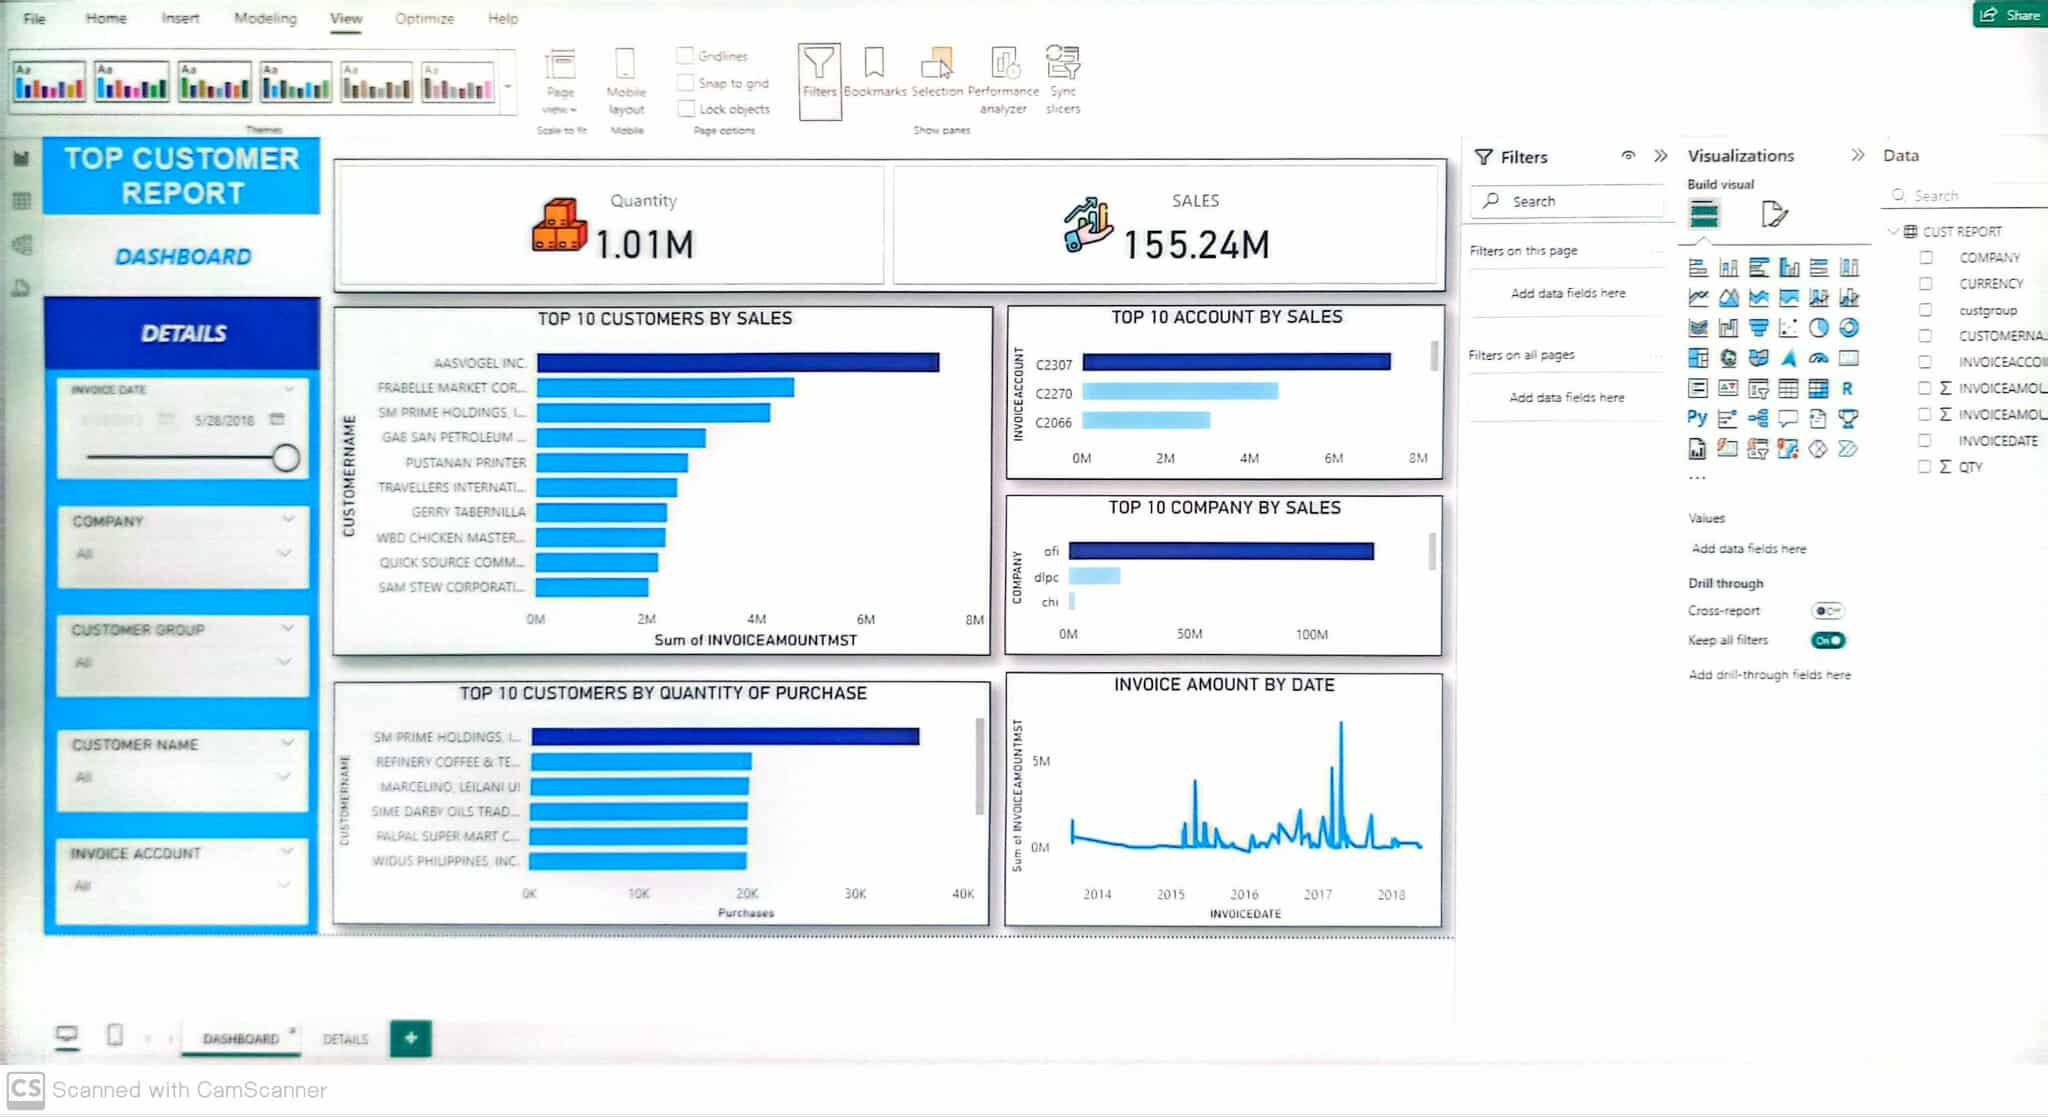 File Home Insert Modeling View Optimize Help
Share
Aa Aa Aa Aa Aa Aa
Themes
Page view
Scale to fit
Mobile layout
Mobile
Gridlines
Snap to grid
Lock objects
Page options
Filters Bookmarks Selection Performance analyzer Sync slicers
Show panes
TOP CUSTOMER
REPORT
DASHBOARD
DETAILS
INVOICE DATE
5/28/2018
COMPANY
All
CUSTOMER GROUP
All
CUSTOMER NAME
All
INVOICE ACCOUNT
All
Quantity
1.01M
SALES
155.24M
TOP 10 CUSTOMERS BY SALES
CUSTOMERNAME
AASVOGEL INC.
FRABELLE MARKET COR...
SM PRIME HOLDINGS, I...
GAB SAN PETROLEUM ...
PUSTANAN PRINTER
TRAVELLERS INTERNATI...
GERRY TABERNILLA
WBD CHICKEN MASTER...
QUICK SOURCE COMM...
SAM STEW CORPORATI...
0M 2M 4M 6M 8M
Sum of INVOICEAMOUNTMST
TOP 10 ACCOUNT BY SALES
INVOICEACCOUNT
C2307
C2270
C2066
0M 2M 4M 6M 8M
TOP 10 COMPANY BY SALES
COMPANY
afi
dlpc
chi
0M 50M 100M
TOP 10 CUSTOMERS BY QUANTITY OF PURCHASE
CUSTOMERNAME
SM PRIME HOLDINGS, I...
REFINERY COFFEE & TE...
MARCELINO, LEILANI UI
SIME DARBY OILS TRAD...
PALPAL SUPER MART C...
WIDUS PHILIPPINES, INC.
0K 10K 20K 30K 40K
Purchases
INVOICE AMOUNT BY DATE
Sum of INVOICEAMOUNTMST
5M
0M
2014 2015 2016 2017 2018
INVOICEDATE
Filters
Search
Filters on this page ...
Add data fields here
Filters on all pages ...
Add data fields here
Visualizations
Build visual
R
Py
...
Values
Add data fields here
Drill through
Cross-report Off
Keep all filters On
Add drill-through fields here
Data
Search
CUST REPORT
COMPANY
CURRENCY
custgroup
CUSTOMERNA
INVOICEACCOU
Σ INVOICEAMOU
Σ INVOICEAMOU
INVOICEDATE
Σ QTY
DASHBOARD DETAILS +
CS Scanned with CamScanner